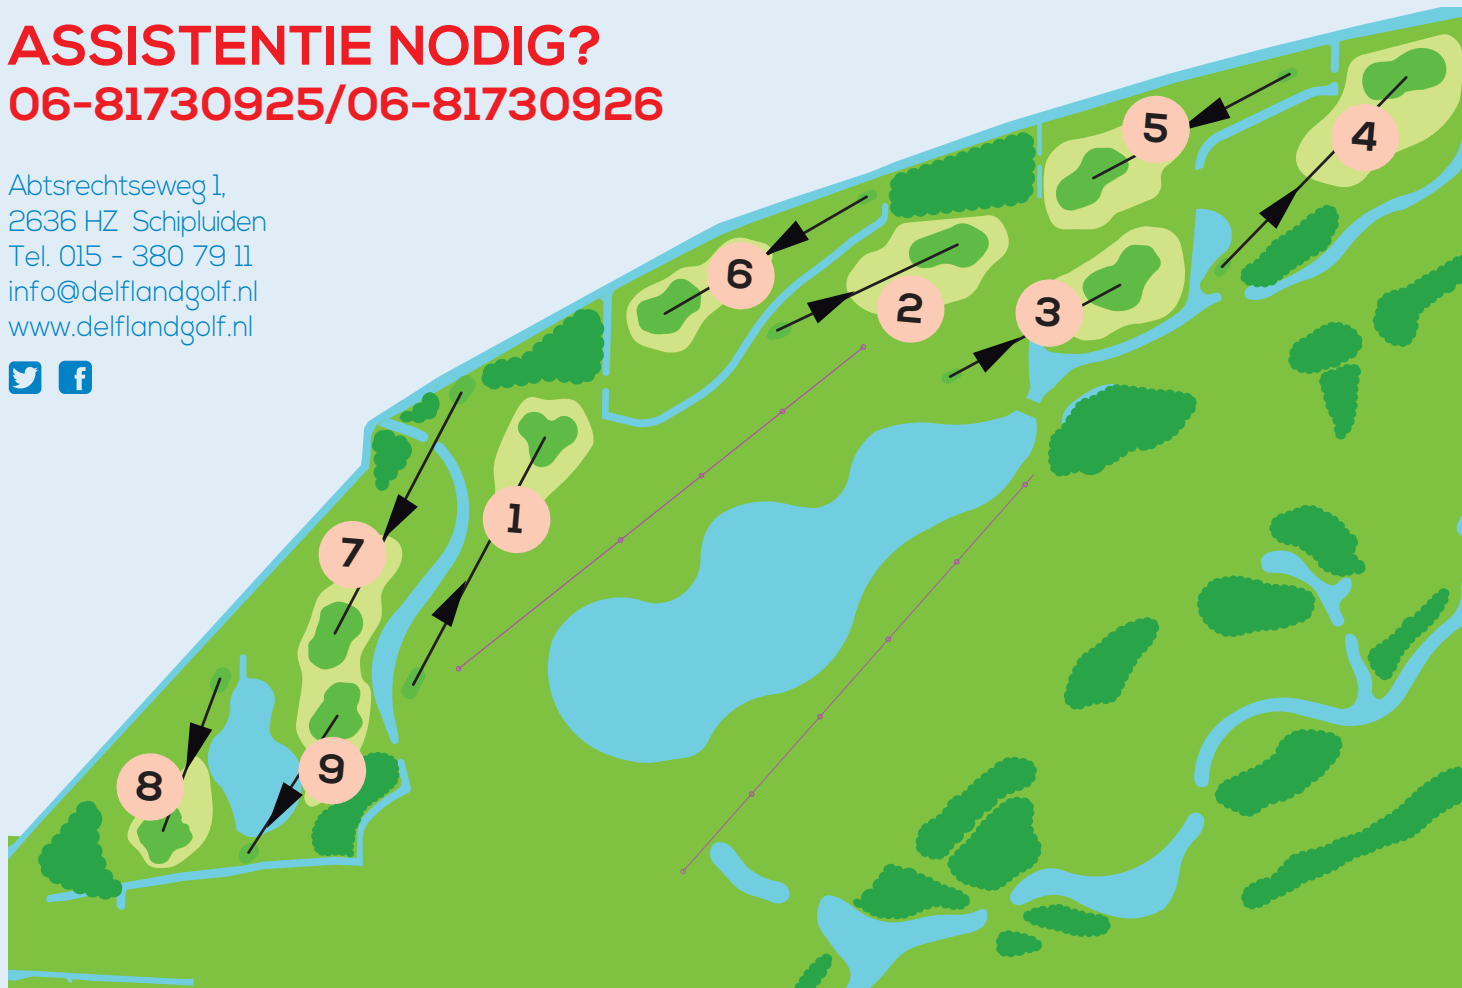 ASSISTENTIE NODIG?
06-81730925/06-81730926
Abtsrechtseweg 1,
2636 HZ Schipluiden
Tel. 015 - 380 79 11
info@delflandgolf.nl
www.delflandgolf.nl
5
4
6
2
3
1
7
9
8